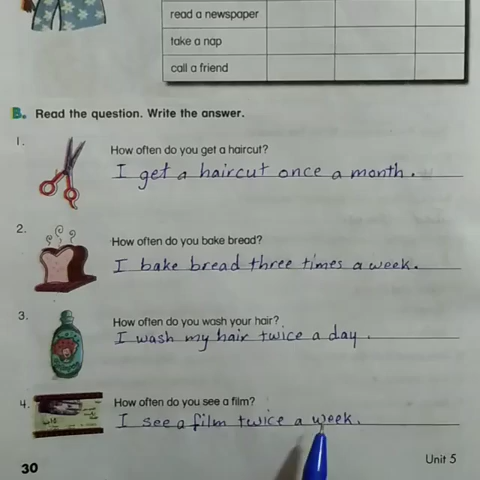 read a newspaper
take a nap
call a friend
B. Read the question. Write the answer.
1.
How often do you get a haircut?
I get a haircut once a month.
2.
How often do you bake bread?
I bake bread three times a week.
3.
How often do you wash your hair?
I wash my hair twice a day.
4.
How often do you see a film?
I see a film twice a week.
Unit 5
30